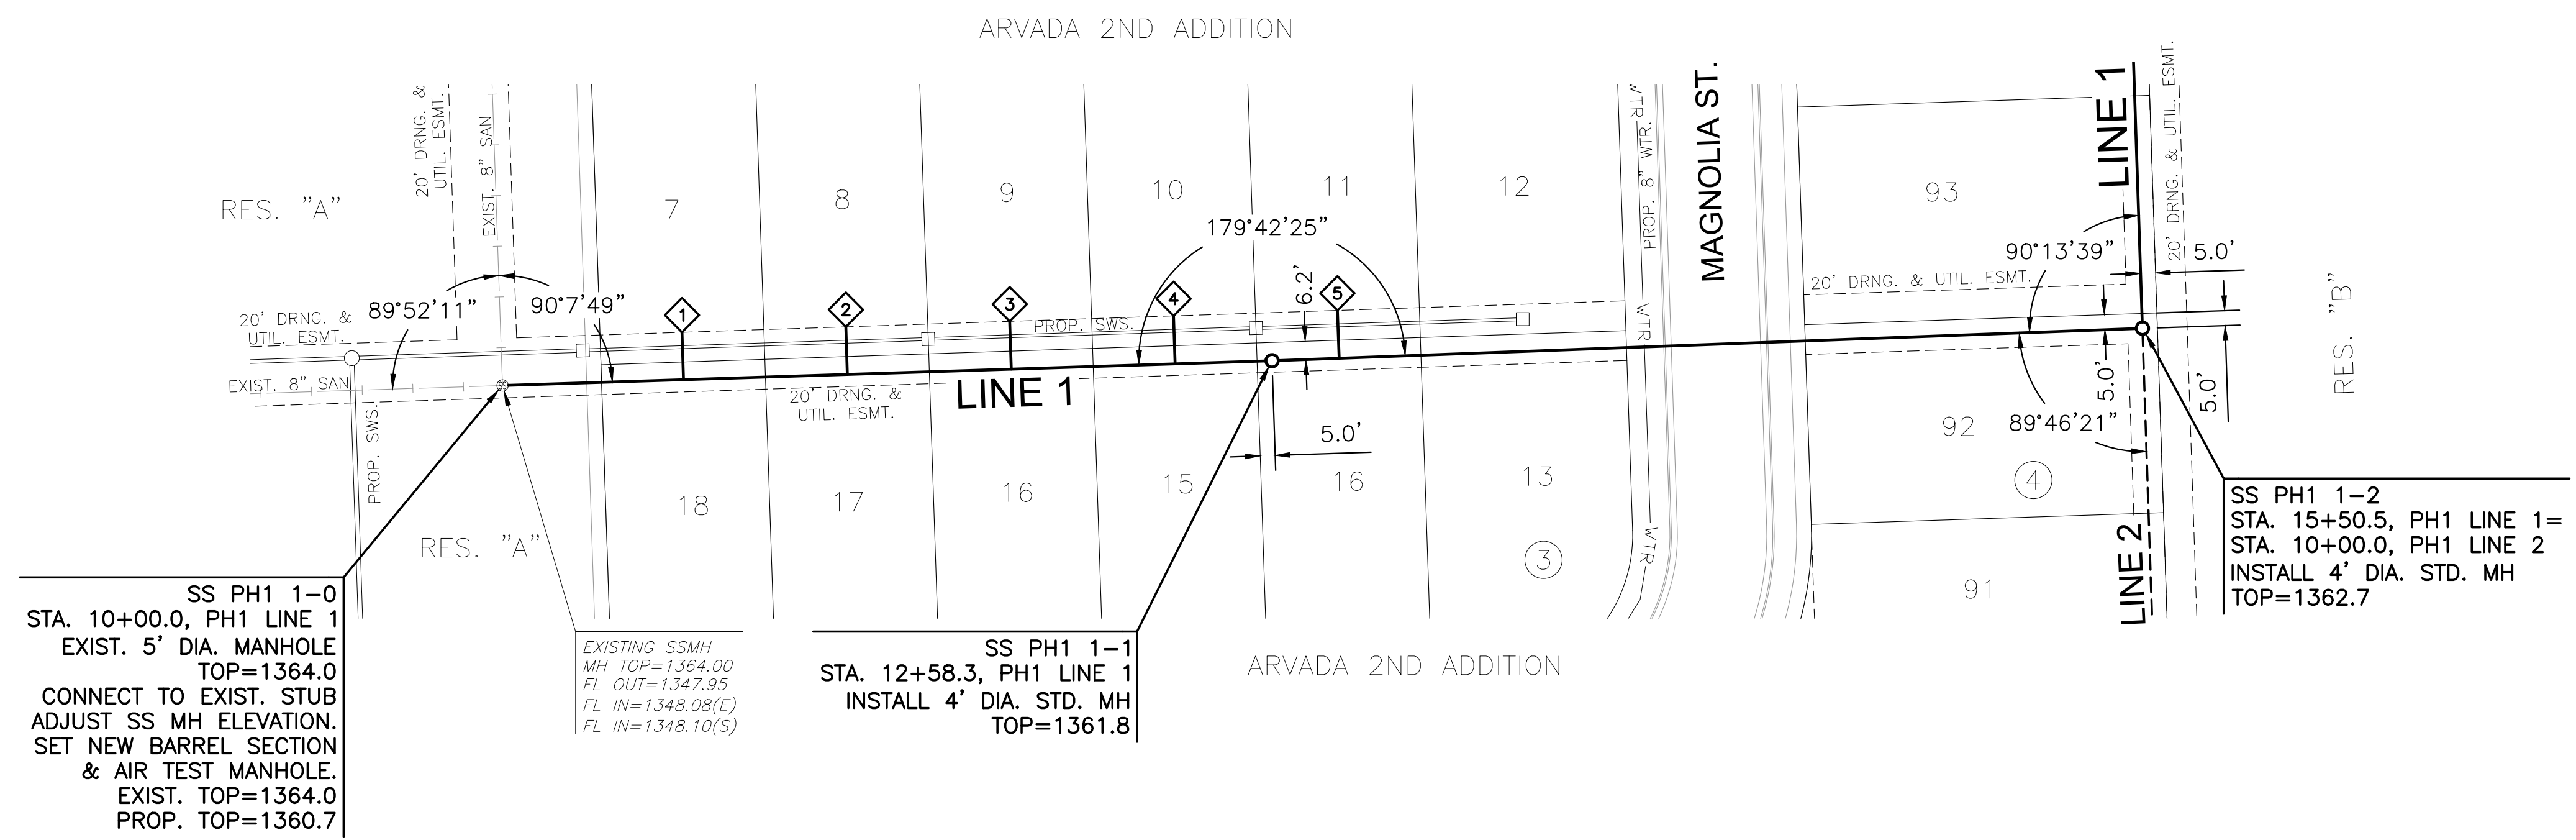 ARVADA 2ND ADDITION
20' DRNG. &
UTIL. ESMT.
EXIST. 8" SAN
RES. "A"
7
8
9
10
11
12
WTR
PROP. 8" WTR.
MAGNOLIA ST.
93
LINE 1
20' DRNG. & UTIL. ESMT.
179°42'25"
90°13'39"
5.0'
RES. "B"
20' DRNG. &
UTIL. ESMT.
89°52'11"
90°7'49"
1
2
3
4
5
6.2'
PROP. SWS.
WTR
20' DRNG. & UTIL. ESMT.
EXIST. 8" SAN
PROP. SWS.
20' DRNG. &
UTIL. ESMT.
LINE 1
5.0'
5.0'
5.0'
92
89°46'21"
18
17
16
15
16
13
4
RES. "A"
3
WTR
91
LINE 2
SS PH1 1-0
STA. 10+00.0, PH1 LINE 1
EXIST. 5' DIA. MANHOLE
TOP=1364.0
CONNECT TO EXIST. STUB
ADJUST SS MH ELEVATION.
SET NEW BARREL SECTION
& AIR TEST MANHOLE.
EXIST. TOP=1364.0
PROP. TOP=1360.7
EXISTING SSMH
MH TOP=1364.00
FL OUT=1347.95
FL IN=1348.08(E)
FL IN=1348.10(S)
SS PH1 1-1
STA. 12+58.3, PH1 LINE 1
INSTALL 4' DIA. STD. MH
TOP=1361.8
ARVADA 2ND ADDITION
SS PH1 1-2
STA. 15+50.5, PH1 LINE 1=
STA. 10+00.0, PH1 LINE 2
INSTALL 4' DIA. STD. MH
TOP=1362.7